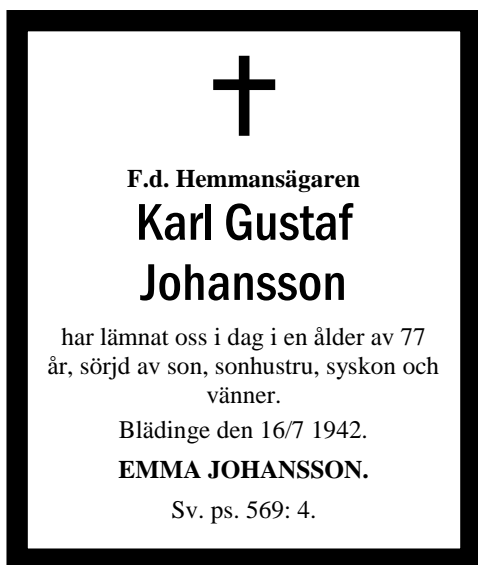 F.d. Hemmansägaren
Karl Gustaf
Johansson
har lämnat oss i dag i en ålder av 77
år, sörjd av son, sonhustru, syskon och
vänner.
Blädinge den 16/7 1942.
EMMA JOHANSSON.
Sv. ps. 569: 4.